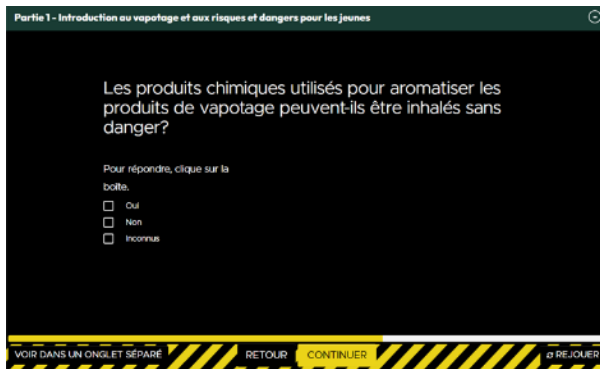 Partie 1 - Introduction au vapotage et aux risques et dangers pour les jeunes
Les produits chimiques utilisés pour aromatiser les
produits de vapotage peuvent-ils être inhalés sans
danger?
Pour répondre, clique sur la
boîte.
Oui
Non
Inconnus
VOIR DANS UN ONGLET SÉPARÉ
RETOUR
CONTINUER
REJOUER